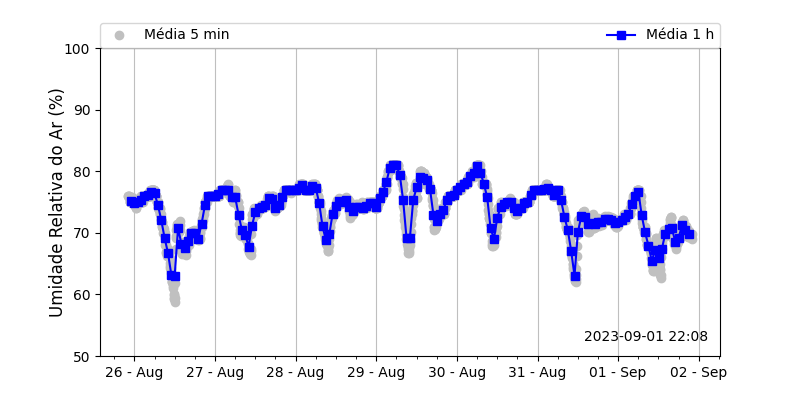 Média 5 min
Média 1 h
Umidade Relativa do Ar (%)
100
90
80
70
60
50
2023-09-01 22:08
26 - Aug
27 - Aug
28 - Aug
29 - Aug
30 - Aug
31 - Aug
01 - Sep
02 - Sep